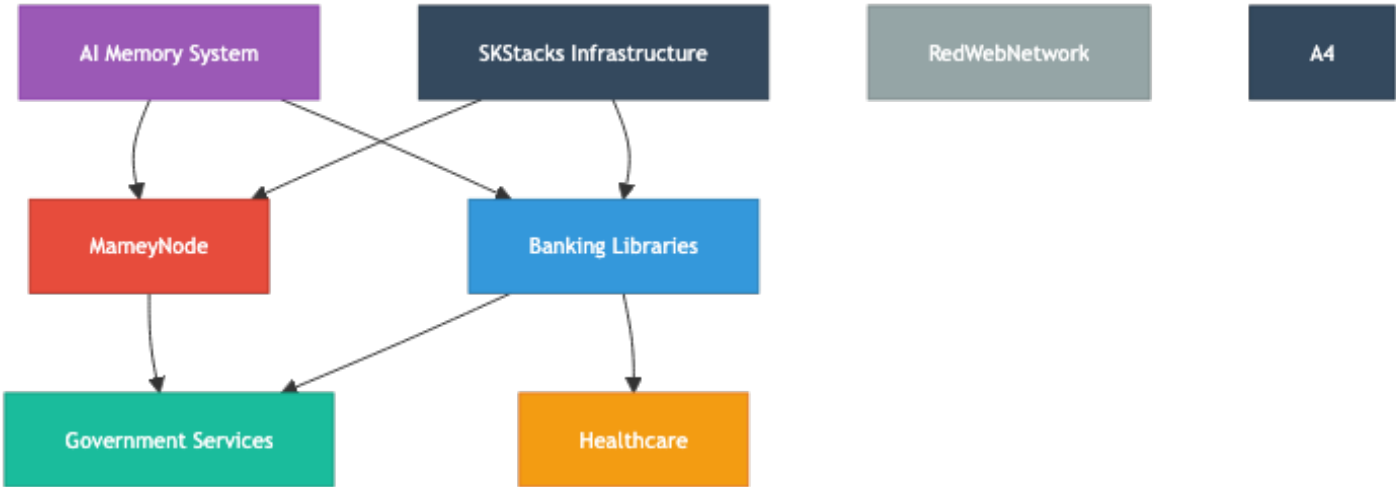 AI Memory System
SKStacks Infrastructure
RedWebNetwork
A4
MameyNode
Banking Libraries
Government Services
Healthcare